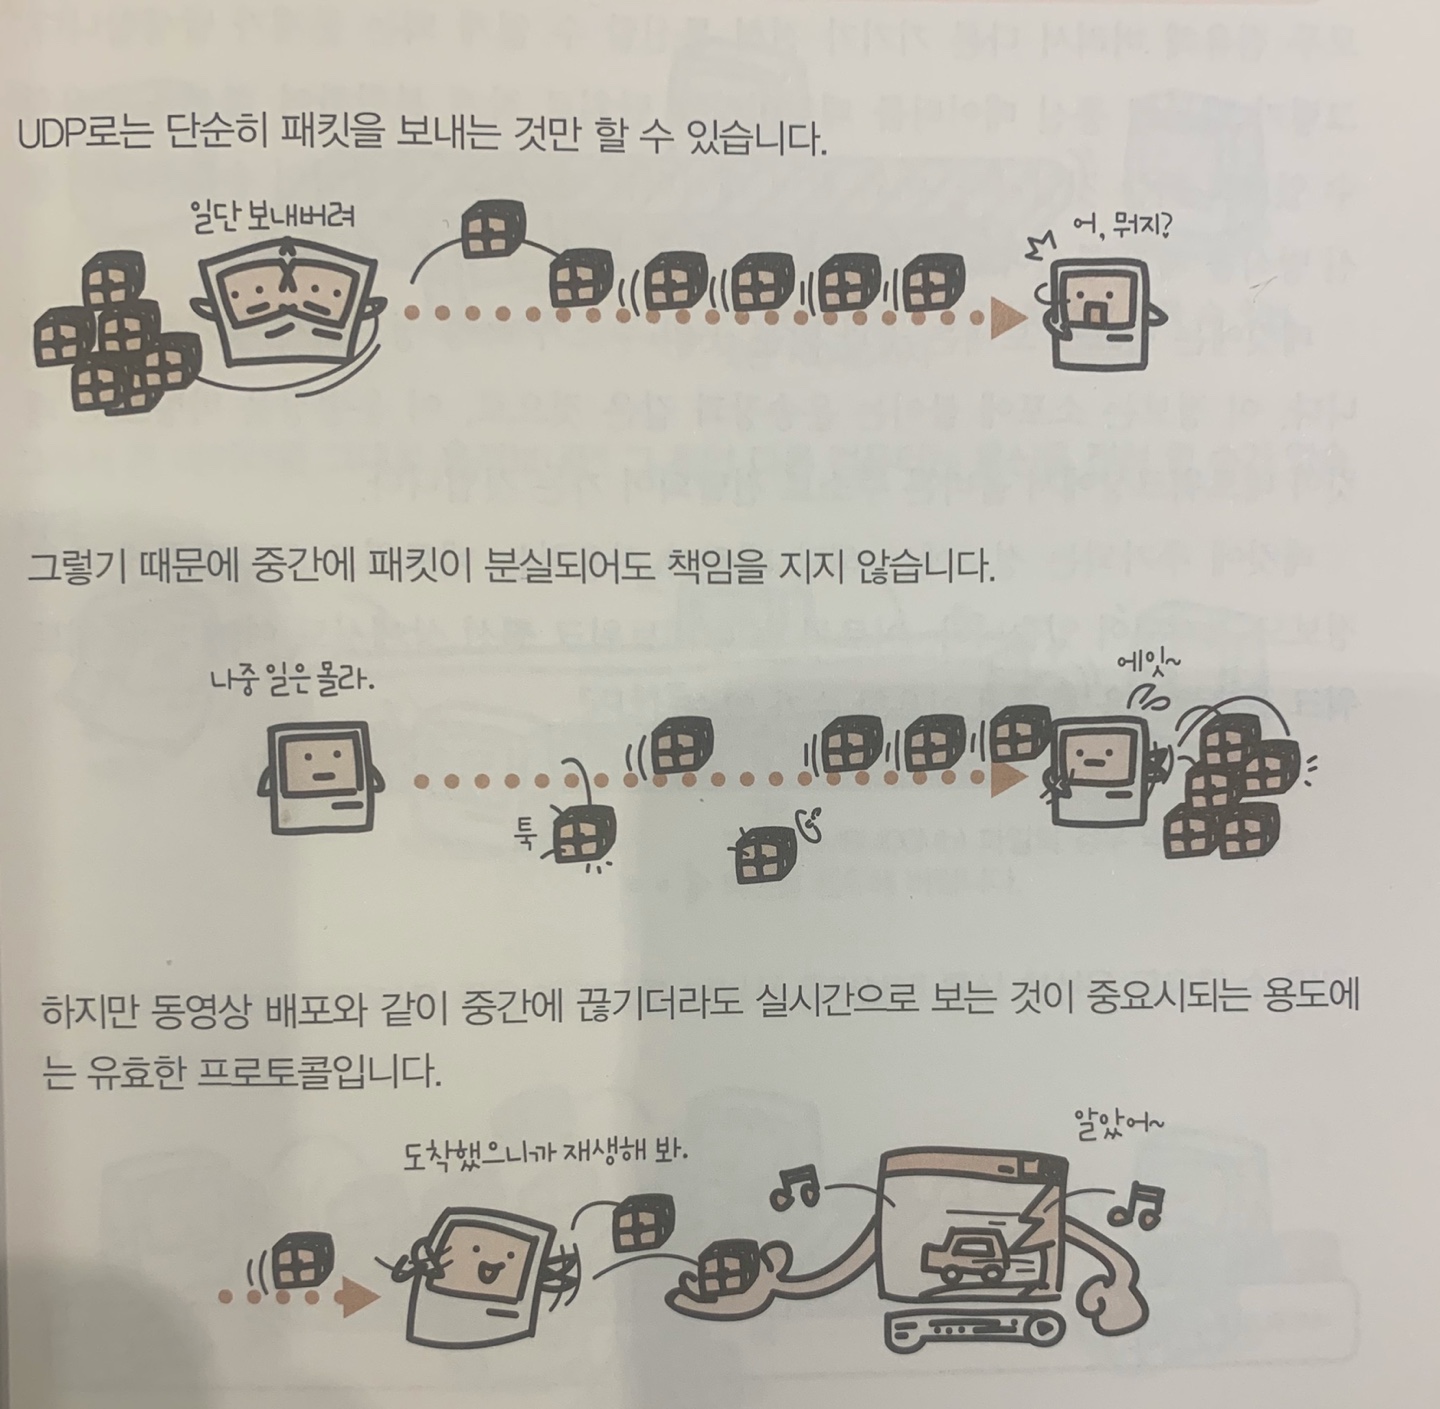 UDP로는 단순히 패킷을 보내는 것만 할 수 있습니다.
일단 보내버려
어, 뭐지?
그렇기 때문에 중간에 패킷이 분실되어도 책임을 지지 않습니다.
나중 일은 몰라.
에잇~
툭
하지만 동영상 배포와 같이 중간에 끊기더라도 실시간으로 보는 것이 중요시되는 용도에
는 유효한 프로토콜입니다.
알았어~
도착했으니까 재생해 봐.